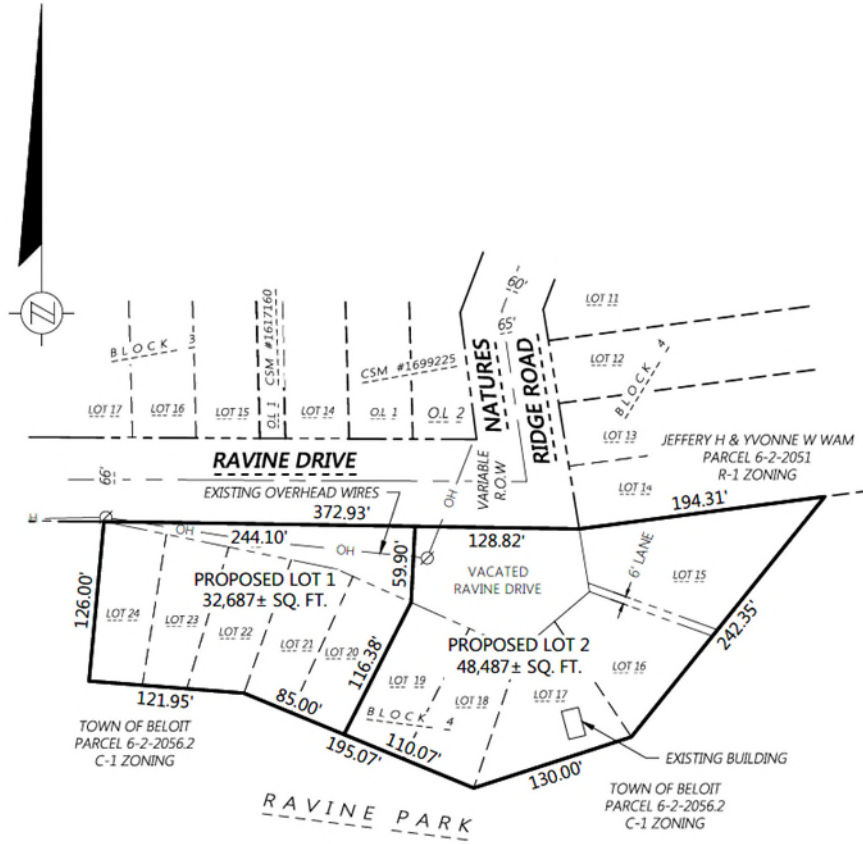 N
60'
65'
LOT 11
LOT 12
BLOCK 4
LOT 13
LOT 14
BLOCK 3
CSM #1617160
CSM #1699225
LOT 17
LOT 16
LOT 15
O.L 1
LOT 14
O.L 1
O.L 2
NATURES
RIDGE ROAD
JEFFERY H & YVONNE W WAM
PARCEL 6-2-2051
R-1 ZONING
RAVINE DRIVE
66'
VARIABLE
R.O.W
OH
EXISTING OVERHEAD WIRES
372.93'
194.31'
OH
244.10'
OH
128.82'
59.90'
126.00'
VACATED
RAVINE DRIVE
6' LANE
LOT 15
PROPOSED LOT 1
32,687± SQ. FT.
LOT 24
LOT 23
LOT 22
LOT 21
LOT 20
116.38'
242.35'
PROPOSED LOT 2
48,487± SQ. FT.
LOT 16
LOT 19
LOT 18
LOT 17
BLOCK 4
121.95'
85.00'
195.07'
110.07'
130.00'
TOWN OF BELOIT
PARCEL 6-2-2056.2
C-1 ZONING
EXISTING BUILDING
TOWN OF BELOIT
PARCEL 6-2-2056.2
C-1 ZONING
RAVINE PARK